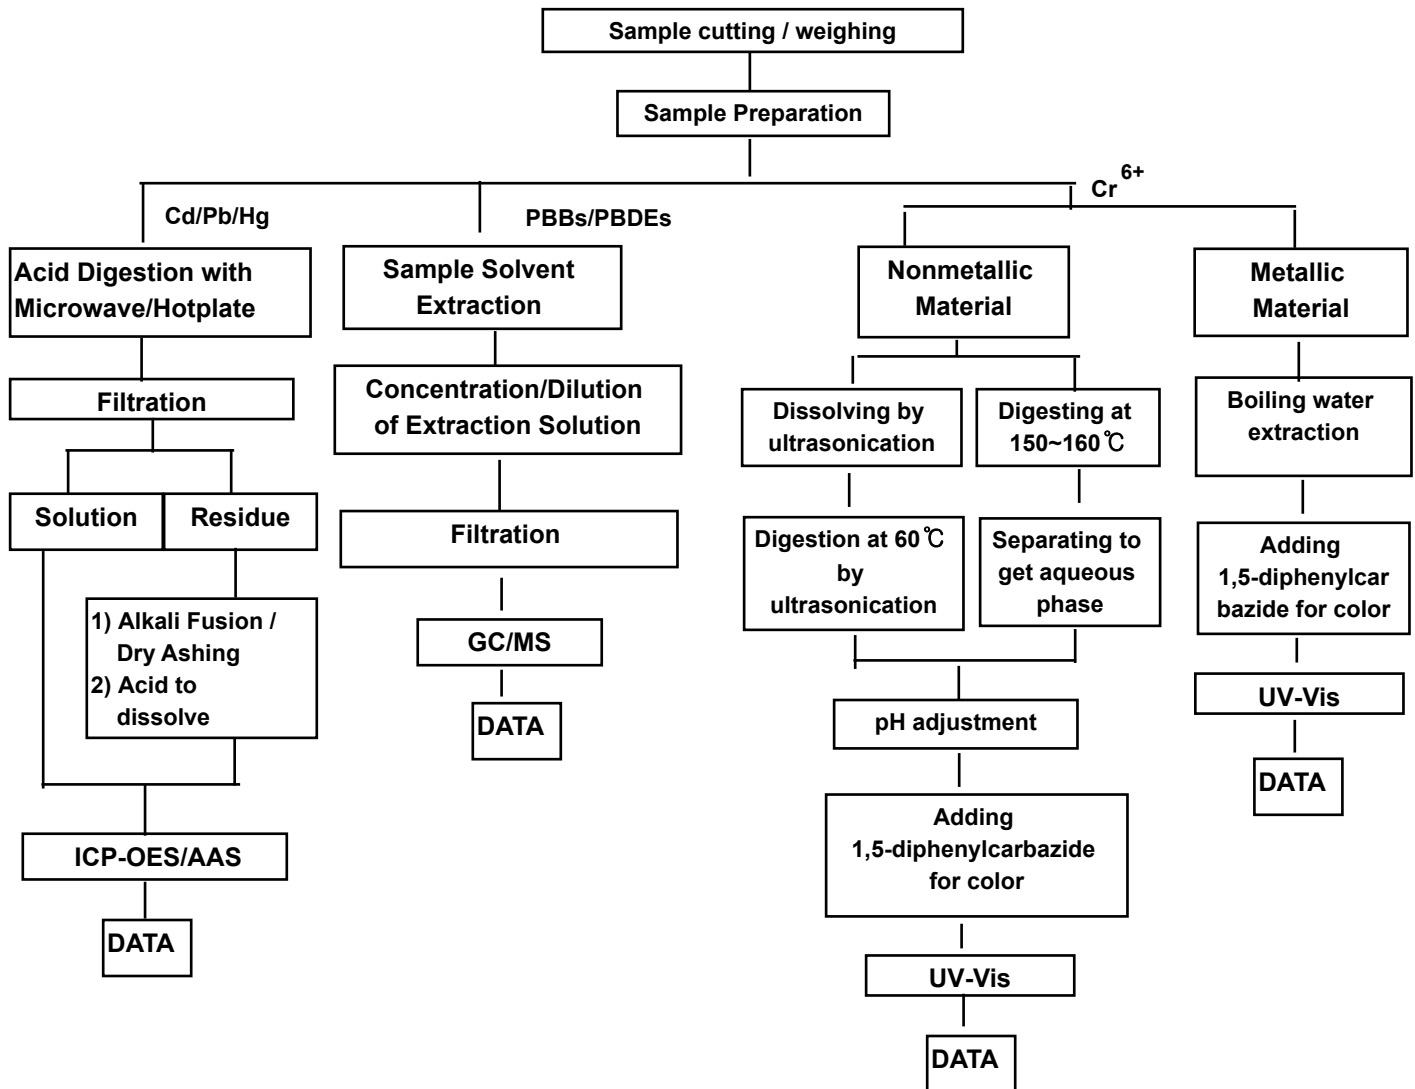 Sample cutting / weighing
Sample Preparation
Cd/Pb/Hg
PBBs/PBDEs
Cr 6+
Acid Digestion with
Microwave/Hotplate
Filtration
Solution
Residue
1) Alkali Fusion /
Dry Ashing
2) Acid to
dissolve
ICP-OES/AAS
DATA
Sample Solvent
Extraction
Concentration/Dilution
of Extraction Solution
Filtration
GC/MS
DATA
Nonmetallic
Material
Dissolving by
ultrasonication
Digestion at 60℃
by
ultrasonication
Digesting at
150~160℃
Separating to
get aqueous
phase
pH adjustment
Adding
1,5-diphenylcarbazide
for color
UV-Vis
DATA
Metallic
Material
Boiling water
extraction
Adding
1,5-diphenylcar
bazide for color
UV-Vis
DATA